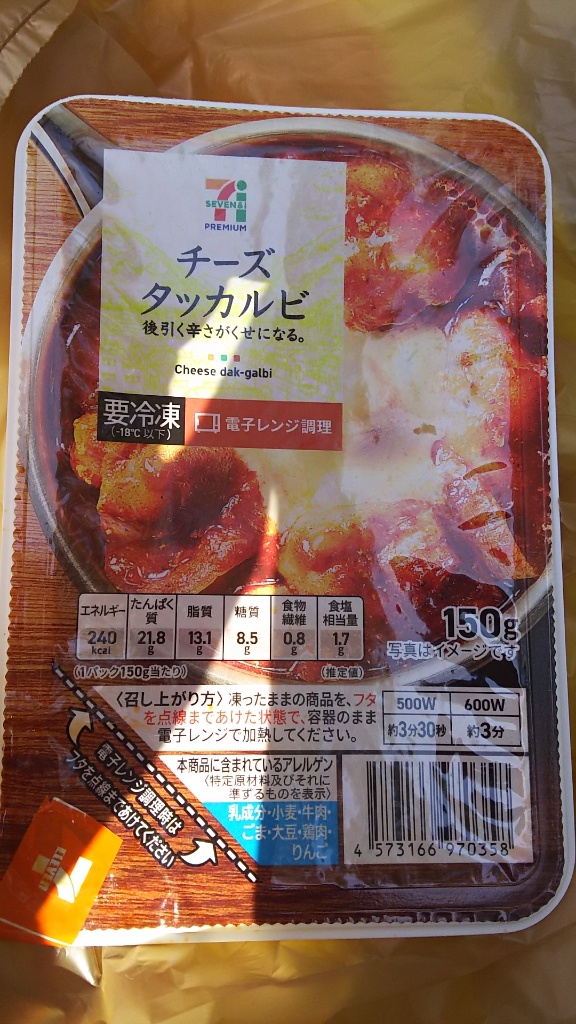 7i
SEVEN&i
PREMIUM
チーズ
タッカルビ
後引く辛さがくせになる。
Cheese dak-galbi
要冷凍
(-18℃以下)
電子レンジ調理
エネルギー たんぱく質 脂質 糖質 食物繊維 食塩相当量
240kcal 21.8g 13.1g 8.5g 0.8g 1.7g
(1パック150g当たり) (推定値)
150g
写真はイメージです
〈召し上がり方〉凍ったままの商品を、フタ
を点線まであけた状態で、容器のまま
電子レンジで加熱してください。
500W 600W
約3分30秒 約3分
電子レンジ調理時は
フタを点線まであけてください
本商品に含まれているアレルゲン
〈特定原材料及びそれに
準ずるものを表示〉
乳成分・小麦・牛肉・
ごま・大豆・鶏肉・
りんご
4 573166 970358
7
ELEVEN